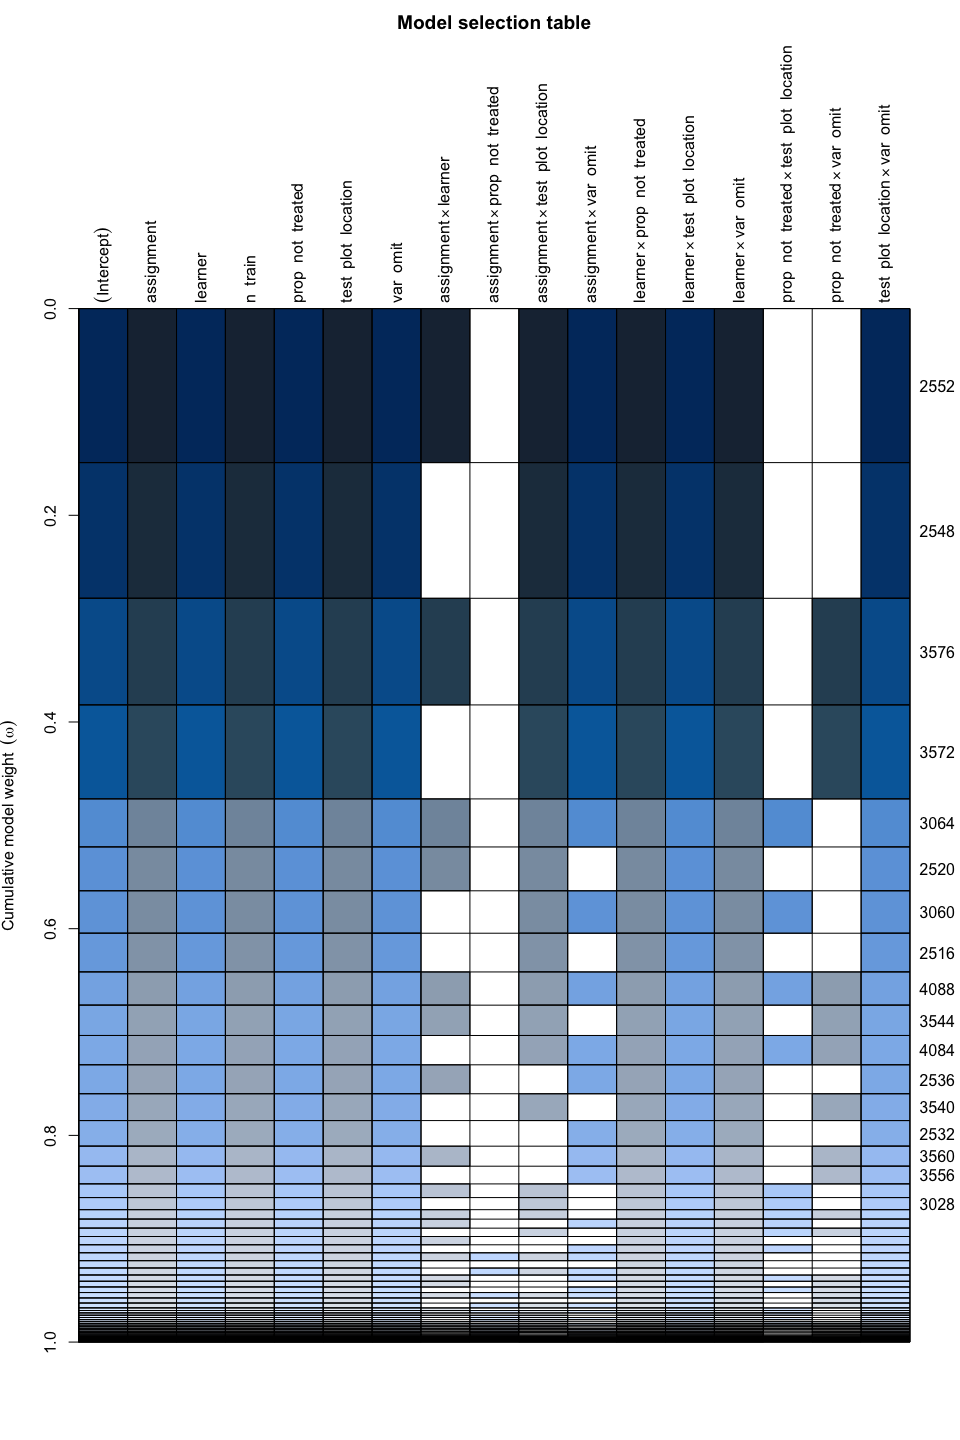 Model selection table
(Intercept)
assignment
learner
n train
prop not treated
test plot location
var omit
assignment×learner
assignment×prop not treated
assignment×test plot location
assignment×var omit
learner×prop not treated
learner×test plot location
learner×var omit
prop not treated×test plot location
prop not treated×var omit
test plot location×var omit
Cumulative model weight (ω)
0.0
0.2
0.4
0.6
0.8
1.0
2552
2548
3576
3572
3064
2520
3060
2516
4088
3544
4084
2536
3540
2532
3560
3556
3028